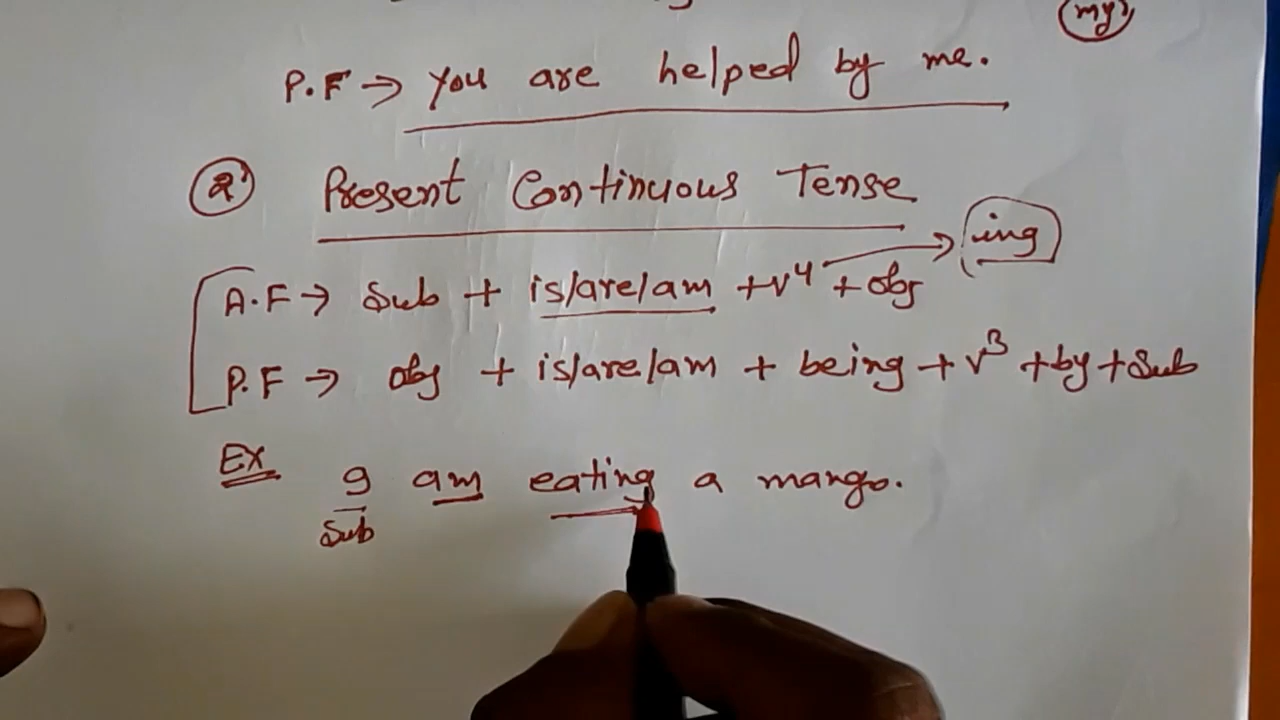 my
P.F → You are helped by me.
② Present Continuous Tense
ing
A.F → Sub + is/are/am + v⁴ + obj
P.F → obj + is/are/am + being + v³ + by + Sub
Ex I am eating a mango.
Sub